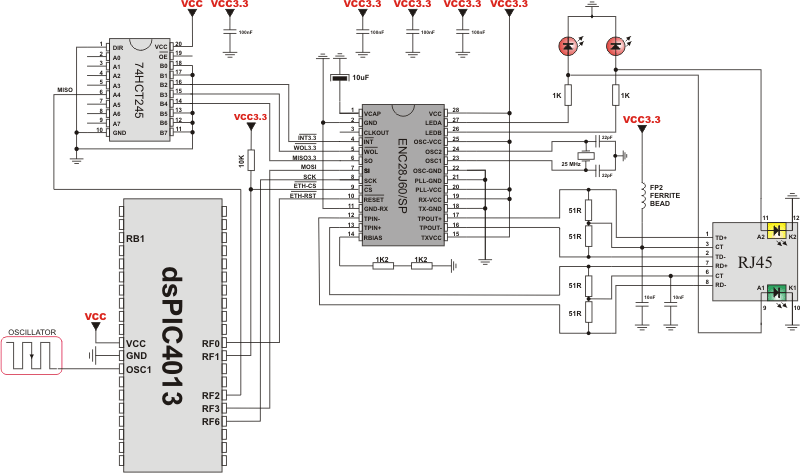 VCC VCC3.3 VCC3.3 VCC3.3 VCC3.3 VCC3.3
100nF 100nF 100nF 100nF
74HCT245
1 DIR VCC 20
2 A0 OE 19
3 A1 B0 18
4 A2 B1 17
5 A3 B2 16
MISO 6 A4 B3 15
7 A5 B4 14
8 A6 B5 13
9 A7 B6 12
10 GND B7 11
10uF
1K 1K
VCC3.3
10K
VCC3.3
ENC28J60/SP
1 VCAP VCC 28
2 GND LEDA 27
3 CLKOUT LEDB 26
INT3.3 4 INT OSC-VCC 25
WOL3.3 5 WOL OSC2 24
MISO3.3 6 SO OSC1 23
MOSI 7 SI OSC-GND 22
SCK 8 SCK PLL-GND 21
ETH-CS 9 CS PLL-VCC 20
ETH-RST 10 RESET RX-VCC 19
11 GND-RX TX-GND 18
12 TPIN- TPOUT+ 17
13 TPIN+ TPOUT- 16
14 RBIAS TXVCC 15
22pF
25 MHz
22pF
1K2 1K2
FP2
FERRITE
BEAD
51R
51R
51R
51R
10nF 10nF
RJ45
11 12
A2 K2
1 TD+
3 CT
2 TD-
7 RD+
6 CT
8 RD-
A1 K1
9 10
dsPIC4013
RB1
OSCILLATOR
VCC
VCC
GND
OSC1
RF0
RF1
RF2
RF3
RF6